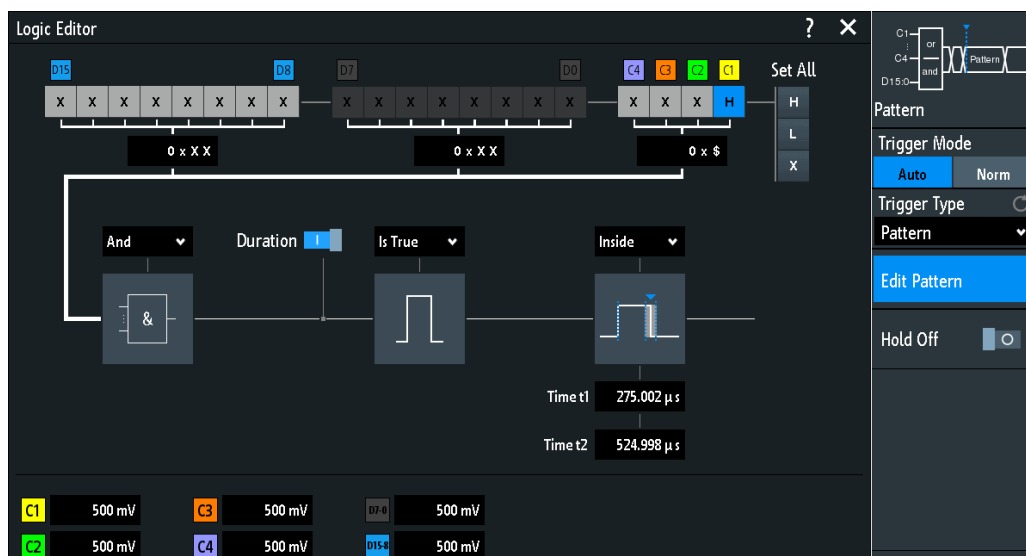 Logic Editor ? ×
D15 D8 D7 D0 C4 C3 C2 C1 Set All
X X X X X X X X X X X X X X X X X X X H H
L
X
0 x X X 0 x X X 0 x $
And Duration I Is True Inside
&
Time t1 275.002 µs
Time t2 524.998 µs
C1 500 mV C3 500 mV D7-0 500 mV
C2 500 mV C4 500 mV D15-8 500 mV
C1
or
C4 Pattern
and
D15:0
Pattern
Trigger Mode
Auto Norm
Trigger Type
Pattern
Edit Pattern
Hold Off O